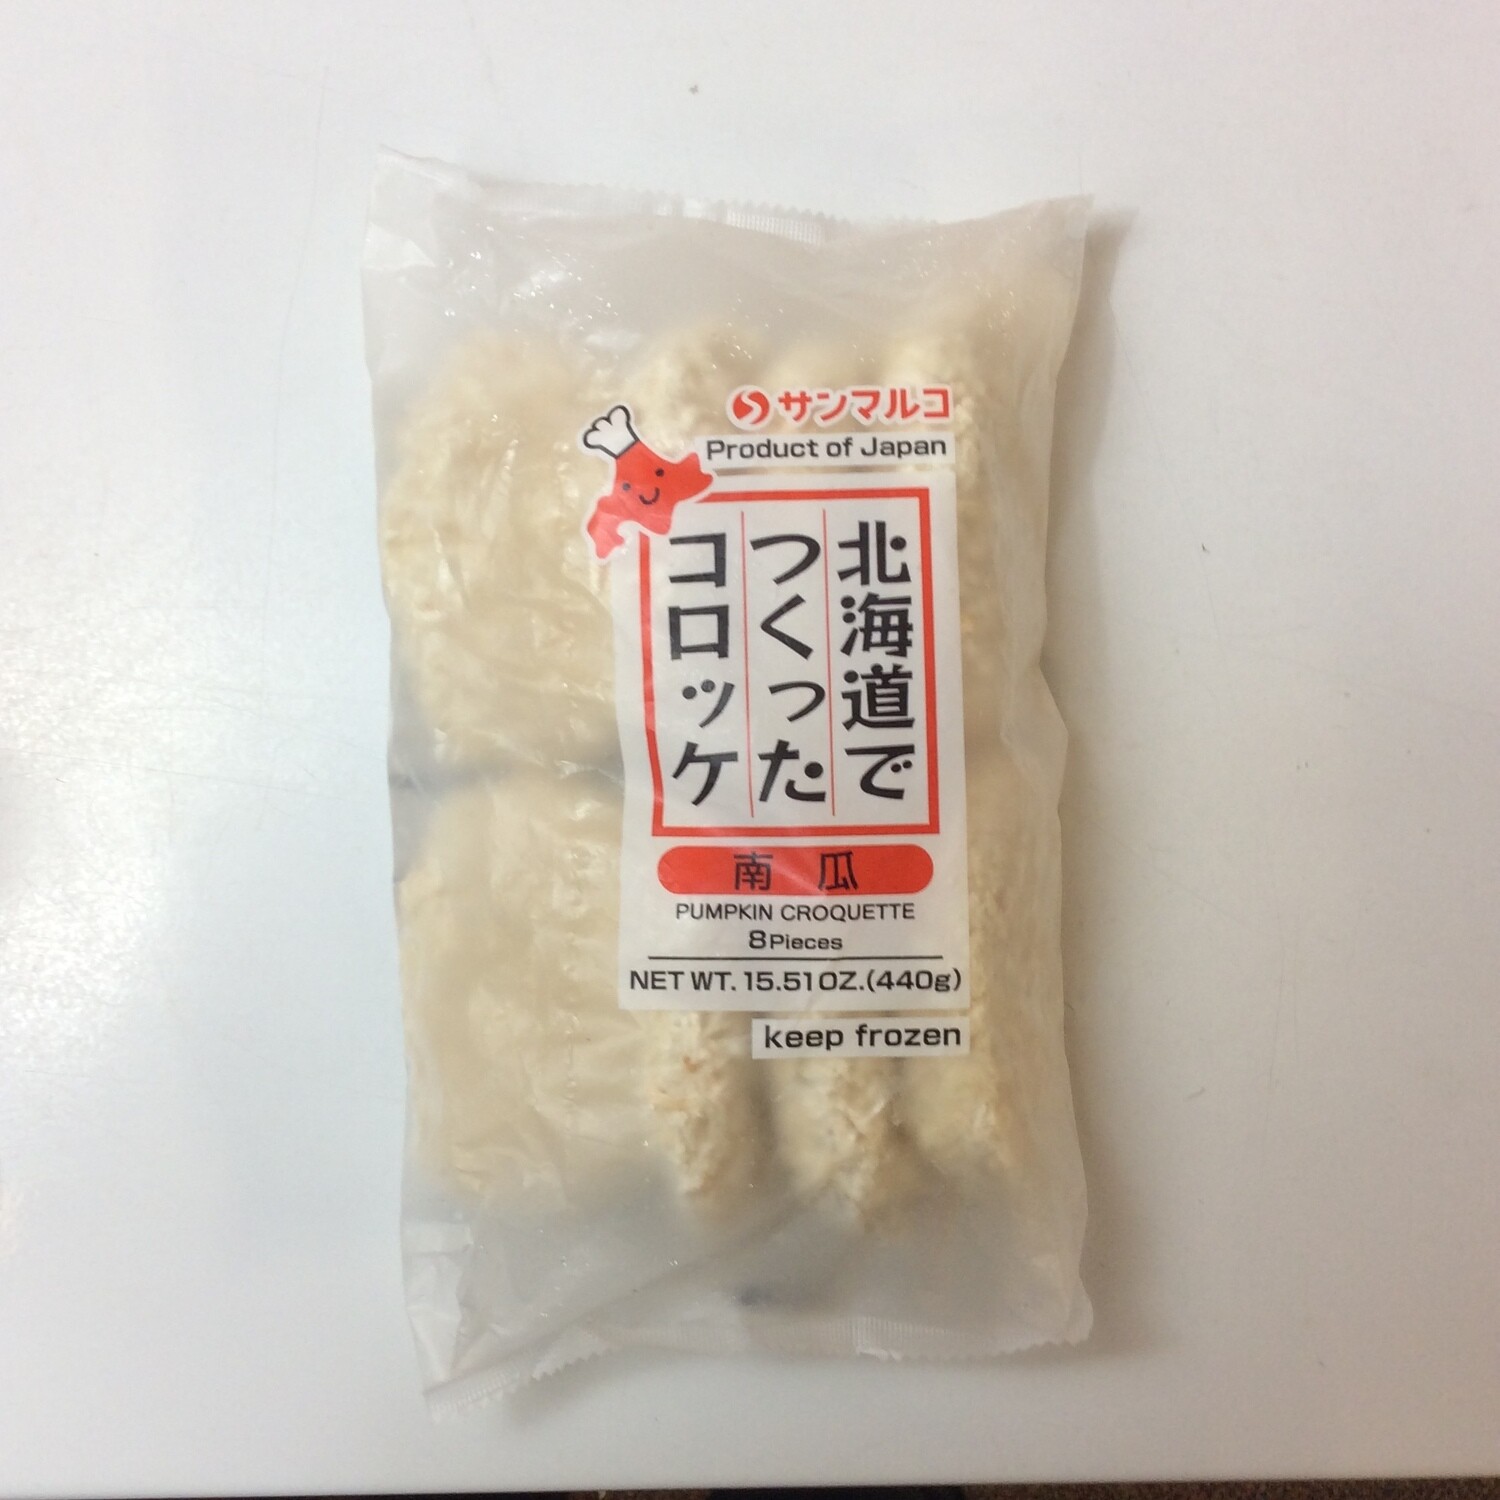 サンマルコ
Product of Japan
北海道で
つくった
コロッケ
南瓜
PUMPKIN CROQUETTE
8Pieces
NET WT. 15.51OZ.(440g)
keep frozen